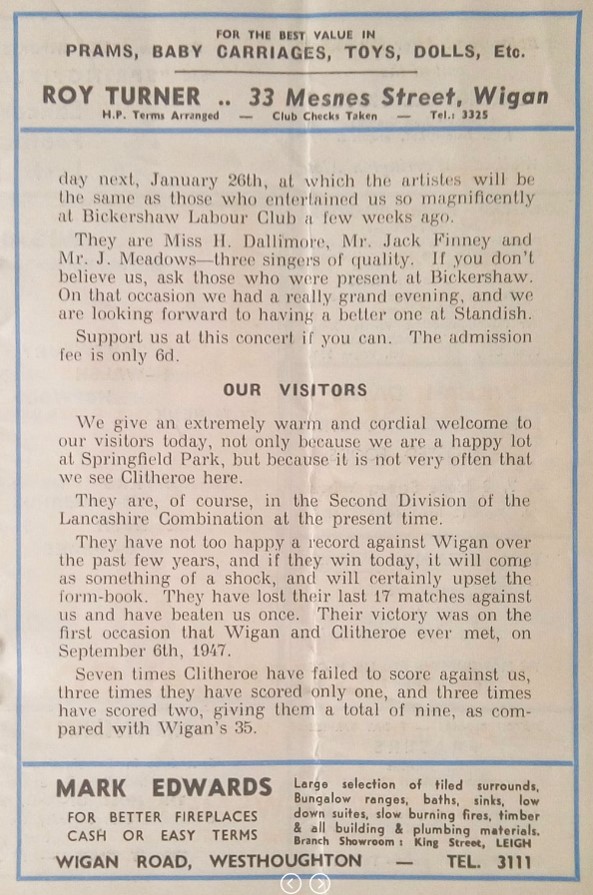 FOR THE BEST VALUE IN
PRAMS, BABY CARRIAGES, TOYS, DOLLS, Etc.
ROY TURNER .. 33 Mesnes Street, Wigan
H.P. Terms Arranged — Club Checks Taken — Tel.: 3325
day next, January 26th, at which the artistes will be
the same as those who entertained us so magnificently
at Bickershaw Labour Club a few weeks ago.
They are Miss H. Dallimore, Mr. Jack Finney and
Mr. J. Meadows—three singers of quality. If you don't
believe us, ask those who were present at Bickershaw.
On that occasion we had a really grand evening, and we
are looking forward to having a better one at Standish.
Support us at this concert if you can. The admission
fee is only 6d.
OUR VISITORS
We give an extremely warm and cordial welcome to
our visitors today, not only because we are a happy lot
at Springfield Park, but because it is not very often that
we see Clitheroe here.
They are, of course, in the Second Division of the
Lancashire Combination at the present time.
They have not too happy a record against Wigan over
the past few years, and if they win today, it will come
as something of a shock, and will certainly upset the
form-book. They have lost their last 17 matches against
us and have beaten us once. Their victory was on the
first occasion that Wigan and Clitheroe ever met, on
September 6th, 1947.
Seven times Clitheroe have failed to score against us,
three times they have scored only one, and three times
have scored two, giving them a total of nine, as com-
pared with Wigan's 35.
MARK EDWARDS
FOR BETTER FIREPLACES
CASH OR EASY TERMS
Large selection of tiled surrounds,
Bungalow ranges, baths, sinks, low
down suites, slow burning fires, timber
& all building & plumbing materials.
Branch Showroom : King Street, LEIGH
WIGAN ROAD, WESTHOUGHTON — TEL. 3111